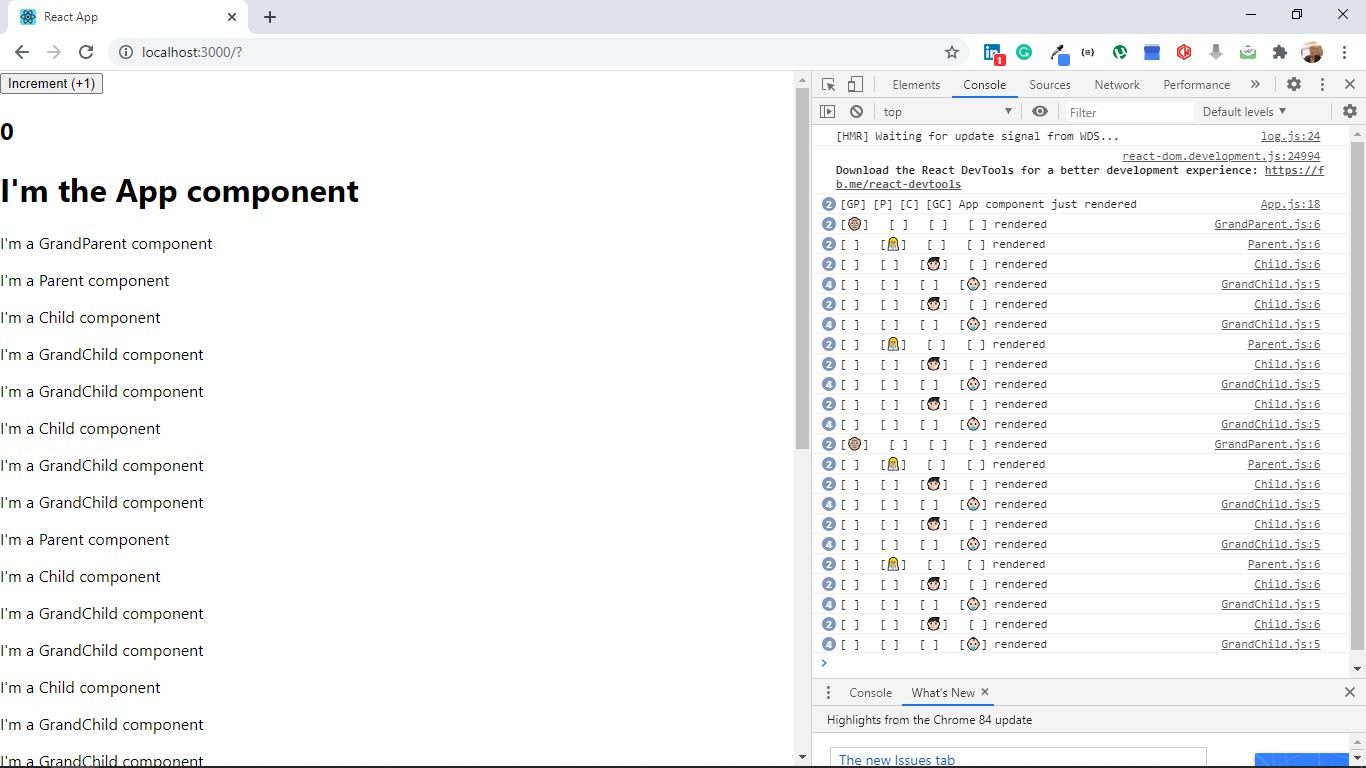 React App
localhost:3000/?
1
Increment (+1)
0
I'm the App component
I'm a GrandParent component
I'm a Parent component
I'm a Child component
I'm a GrandChild component
I'm a GrandChild component
I'm a Child component
I'm a GrandChild component
I'm a GrandChild component
I'm a Parent component
I'm a Child component
I'm a GrandChild component
I'm a GrandChild component
I'm a Child component
I'm a GrandChild component
I'm a GrandChild component
Elements Console Sources Network Performance
top Filter Default levels
[HMR] Waiting for update signal from WDS... log.js:24
react-dom.development.js:24994
Download the React DevTools for a better development experience: https://f
b.me/react-devtools
2 [GP] [P] [C] [GC] App component just rendered App.js:18
2 [👴🏽] [ ] [ ] [ ] rendered GrandParent.js:6
2 [ ] [👩] [ ] [ ] rendered Parent.js:6
2 [ ] [ ] [👦🏻] [ ] rendered Child.js:6
4 [ ] [ ] [ ] [👶🏻] rendered GrandChild.js:5
2 [ ] [ ] [👦🏻] [ ] rendered Child.js:6
4 [ ] [ ] [ ] [👶🏻] rendered GrandChild.js:5
2 [ ] [👩] [ ] [ ] rendered Parent.js:6
2 [ ] [ ] [👦🏻] [ ] rendered Child.js:6
4 [ ] [ ] [ ] [👶🏻] rendered GrandChild.js:5
2 [ ] [ ] [👦🏻] [ ] rendered Child.js:6
4 [ ] [ ] [ ] [👶🏻] rendered GrandChild.js:5
2 [👴🏽] [ ] [ ] [ ] rendered GrandParent.js:6
2 [ ] [👩] [ ] [ ] rendered Parent.js:6
2 [ ] [ ] [👦🏻] [ ] rendered Child.js:6
4 [ ] [ ] [ ] [👶🏻] rendered GrandChild.js:5
2 [ ] [ ] [👦🏻] [ ] rendered Child.js:6
4 [ ] [ ] [ ] [👶🏻] rendered GrandChild.js:5
2 [ ] [👩] [ ] [ ] rendered Parent.js:6
2 [ ] [ ] [👦🏻] [ ] rendered Child.js:6
4 [ ] [ ] [ ] [👶🏻] rendered GrandChild.js:5
2 [ ] [ ] [👦🏻] [ ] rendered Child.js:6
4 [ ] [ ] [ ] [👶🏻] rendered GrandChild.js:5
Console What's New
Highlights from the Chrome 84 update
The new Issues tab